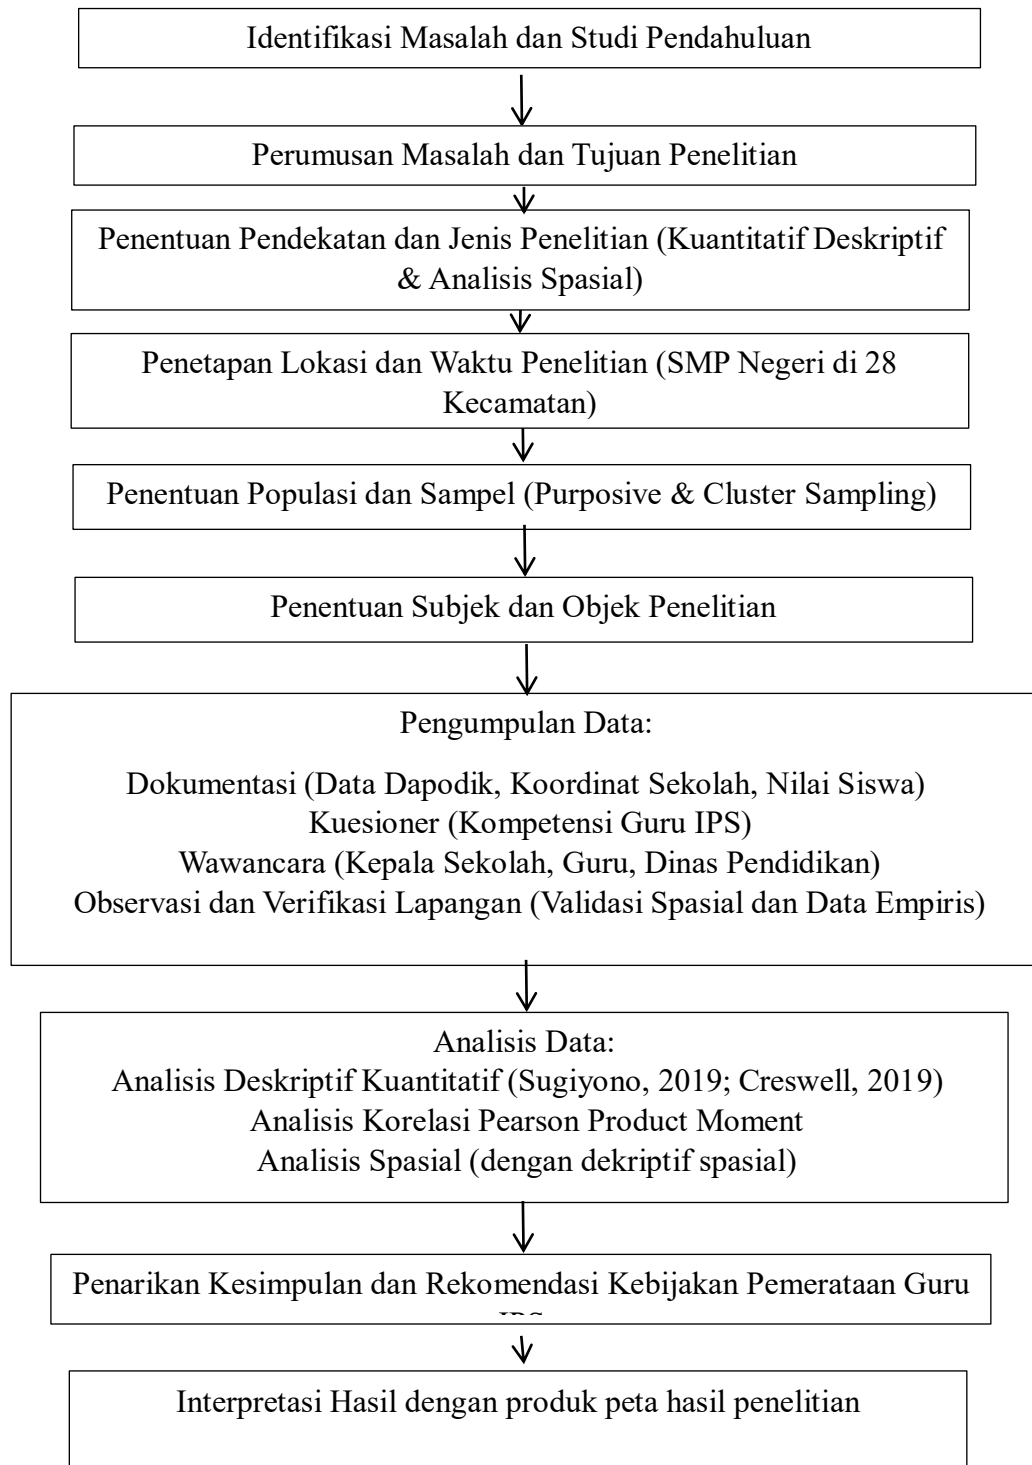 Identifikasi Masalah dan Studi Pendahuluan
Perumusan Masalah dan Tujuan Penelitian
Penentuan Pendekatan dan Jenis Penelitian (Kuantitatif Deskriptif
& Analisis Spasial)
Penetapan Lokasi dan Waktu Penelitian (SMP Negeri di 28
Kecamatan)
Penentuan Populasi dan Sampel (Purposive & Cluster Sampling)
Penentuan Subjek dan Objek Penelitian
Pengumpulan Data:
Dokumentasi (Data Dapodik, Koordinat Sekolah, Nilai Siswa)
Kuesioner (Kompetensi Guru IPS)
Wawancara (Kepala Sekolah, Guru, Dinas Pendidikan)
Observasi dan Verifikasi Lapangan (Validasi Spasial dan Data Empiris)
Analisis Data:
Analisis Deskriptif Kuantitatif (Sugiyono, 2019; Creswell, 2019)
Analisis Korelasi Pearson Product Moment
Analisis Spasial (dengan dekriptif spasial)
Penarikan Kesimpulan dan Rekomendasi Kebijakan Pemerataan Guru
Interpretasi Hasil dengan produk peta hasil penelitian